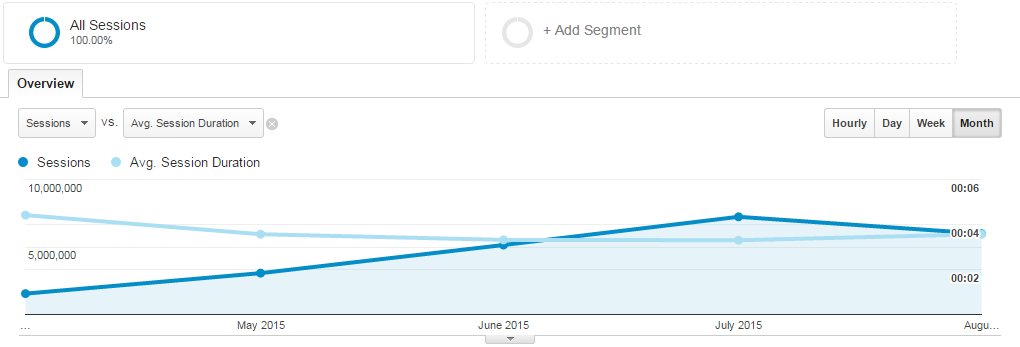 All Sessions
100.00%
+ Add Segment
Overview
Sessions vs. Avg. Session Duration
Hourly Day Week Month
Sessions Avg. Session Duration
10,000,000 00:06
00:04
5,000,000
00:02
... May 2015 June 2015 July 2015 Augu...